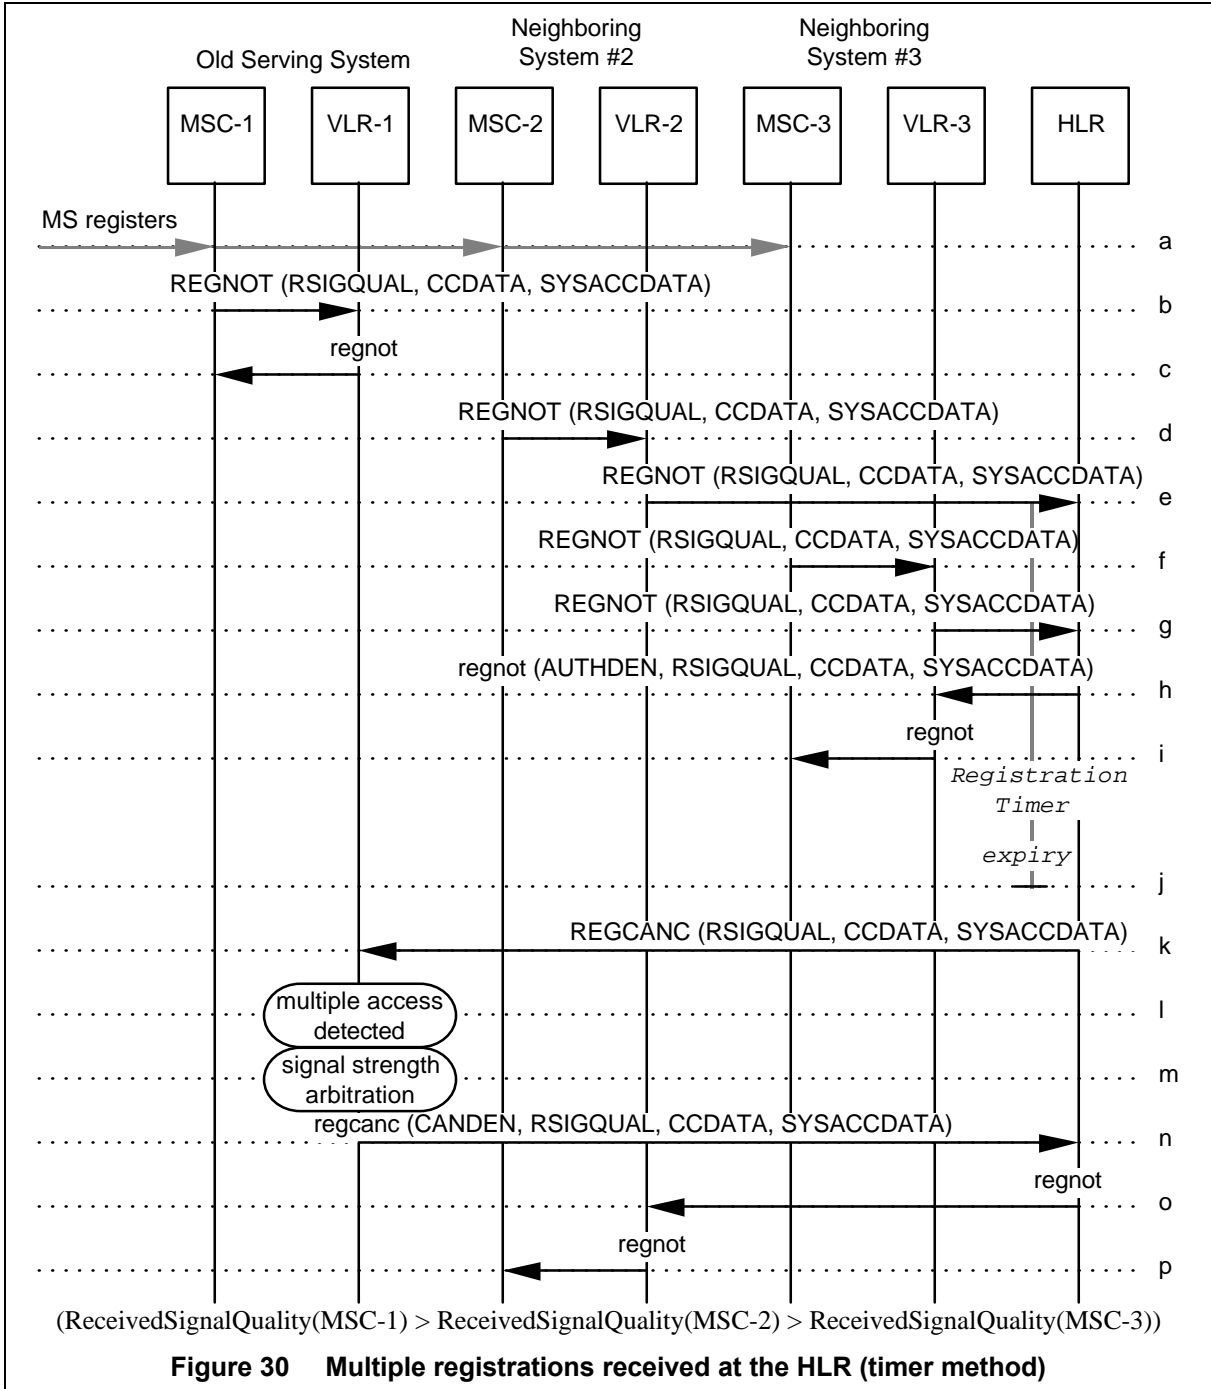 Neighboring
System #2
Neighboring
System #3
Old Serving System
MSC-1
VLR-1
MSC-2
VLR-2
MSC-3
VLR-3
HLR
MS registers
a
REGNOT (RSIGQUAL, CCDATA, SYSACCDATA)
b
regnot
c
REGNOT (RSIGQUAL, CCDATA, SYSACCDATA)
d
REGNOT (RSIGQUAL, CCDATA, SYSACCDATA)
e
REGNOT (RSIGQUAL, CCDATA, SYSACCDATA)
f
REGNOT (RSIGQUAL, CCDATA, SYSACCDATA)
g
regnot (AUTHDEN, RSIGQUAL, CCDATA, SYSACCDATA)
h
regnot
i
Registration
Timer
expiry
j
REGCANC (RSIGQUAL, CCDATA, SYSACCDATA)
k
multiple access
detected
l
signal strength
arbitration
m
regcanc (CANDEN, RSIGQUAL, CCDATA, SYSACCDATA)
n
regnot
o
regnot
p
(ReceivedSignalQuality(MSC-1) > ReceivedSignalQuality(MSC-2) > ReceivedSignalQuality(MSC-3))
Figure 30 Multiple registrations received at the HLR (timer method)